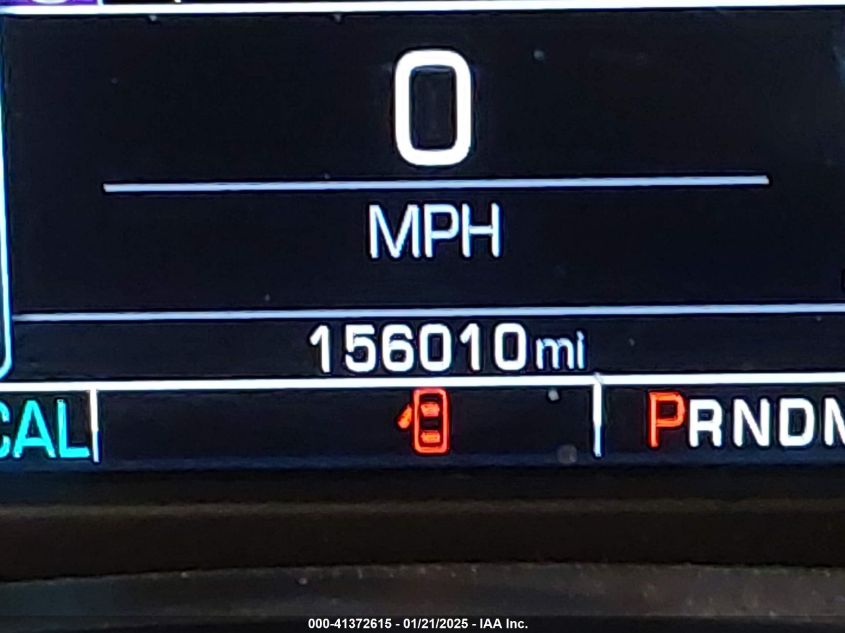 0
MPH
156010mi
CAL
PRNDM
000-41372615 - 01/21/2025 - IAA Inc.